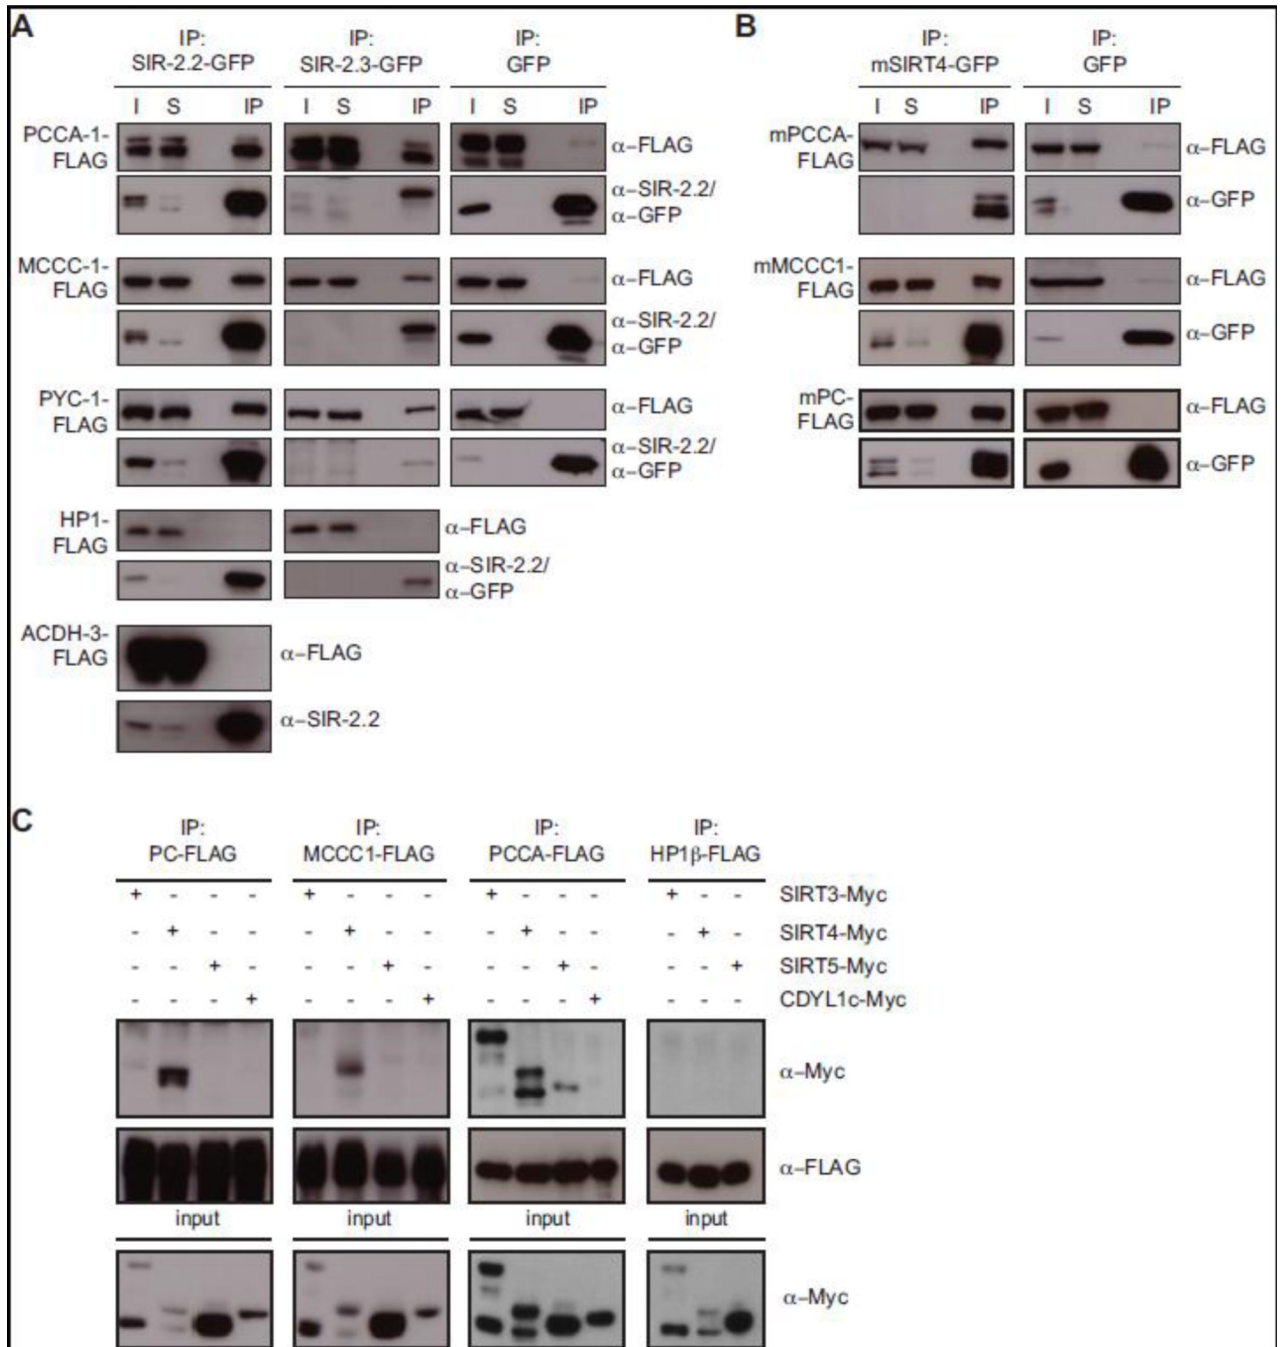 A
IP: IP: IP:
SIR-2.2-GFP SIR-2.3-GFP GFP
I S IP I S IP I S IP
PCCA-1-
FLAG
α–FLAG
α–SIR-2.2/
α–GFP
MCCC-1-
FLAG
α–FLAG
α–SIR-2.2/
α–GFP
PYC-1-
FLAG
α–FLAG
α–SIR-2.2/
α–GFP
HP1-
FLAG
α–FLAG
α–SIR-2.2/
α–GFP
ACDH-3-
FLAG
α–FLAG
α–SIR-2.2
B
IP: IP:
mSIRT4-GFP GFP
I S IP I S IP
mPCCA-
FLAG
α–FLAG
α–GFP
mMCCC1-
FLAG
α–FLAG
α–GFP
mPC-
FLAG
α–FLAG
α–GFP
C
IP: IP: IP: IP:
PC-FLAG MCCC1-FLAG PCCA-FLAG HP1β-FLAG
+ - - - + - - - + - - - + - - SIRT3-Myc
- + - - - + - - - + - - - + - SIRT4-Myc
- - + - - - + - - - + - - - + SIRT5-Myc
- - - + - - - + - - - + - - - CDYL1c-Myc
α–Myc
α–FLAG
input input input input
α–Myc